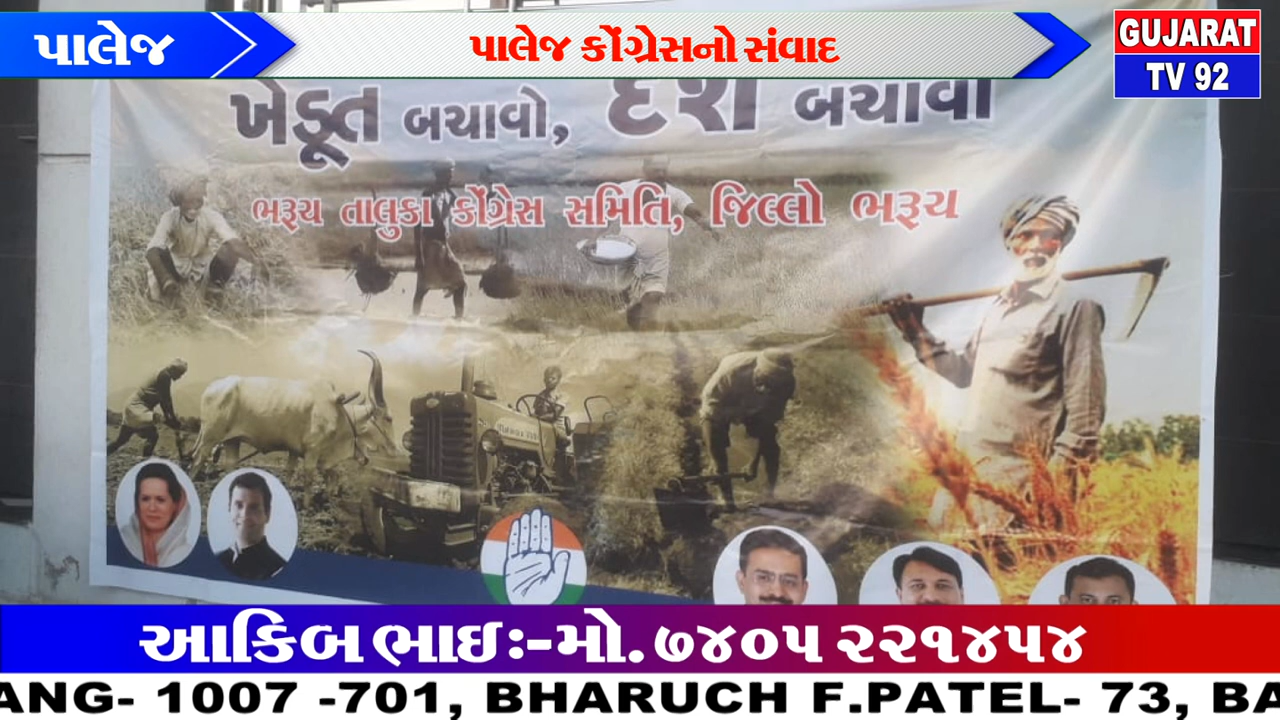 પાલેજ
પાલેજ કોંગ્રેસનો સંવાદ
GUJARAT
TV 92
ખેડૂત બચાવો, દેશ બચાવો
ભરૂચ તાલુકા કોંગ્રેસ સમિતિ, જિલ્લો ભરૂચ
આકિબ ભાઇ :-મો. ૭૪૦૫ ૨૨૧૪૫૪
ANG- 1007 -701, BHARUCH F.PATEL- 73, BA